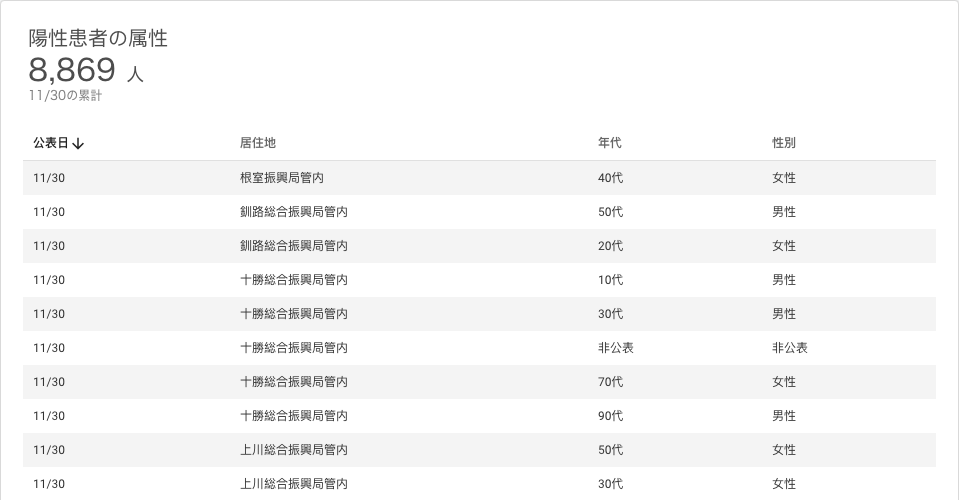 陽性患者の属性
8,869 人
11/30の累計
公表日↓ 居住地 年代 性別
11/30 根室振興局管内 40代 女性
11/30 釧路総合振興局管内 50代 男性
11/30 釧路総合振興局管内 20代 女性
11/30 十勝総合振興局管内 10代 男性
11/30 十勝総合振興局管内 30代 男性
11/30 十勝総合振興局管内 非公表 非公表
11/30 十勝総合振興局管内 70代 女性
11/30 十勝総合振興局管内 90代 男性
11/30 上川総合振興局管内 50代 女性
11/30 上川総合振興局管内 30代 女性